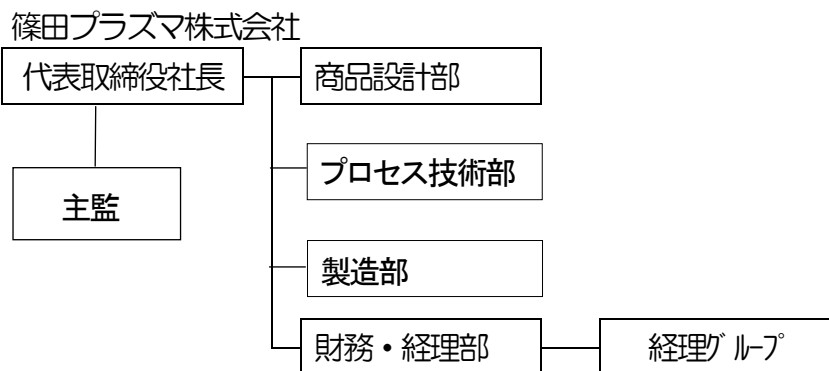 篠田プラズマ株式会社
代表取締役社長
商品設計部
主監
プロセス技術部
製造部
財務・経理部
経理グループ